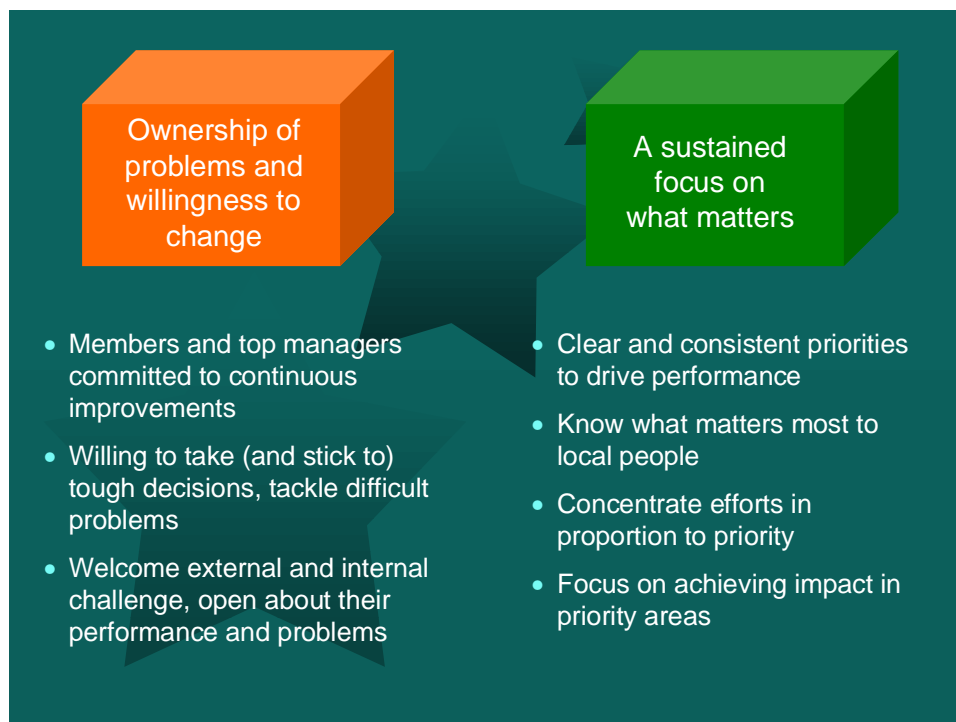 Ownership of
problems and
willingness to
change
• Members and top managers
committed to continuous
improvements
• Willing to take (and stick to)
tough decisions, tackle difficult
problems
• Welcome external and internal
challenge, open about their
performance and problems
A sustained
focus on
what matters
• Clear and consistent priorities
to drive performance
• Know what matters most to
local people
• Concentrate efforts in
proportion to priority
• Focus on achieving impact in
priority areas